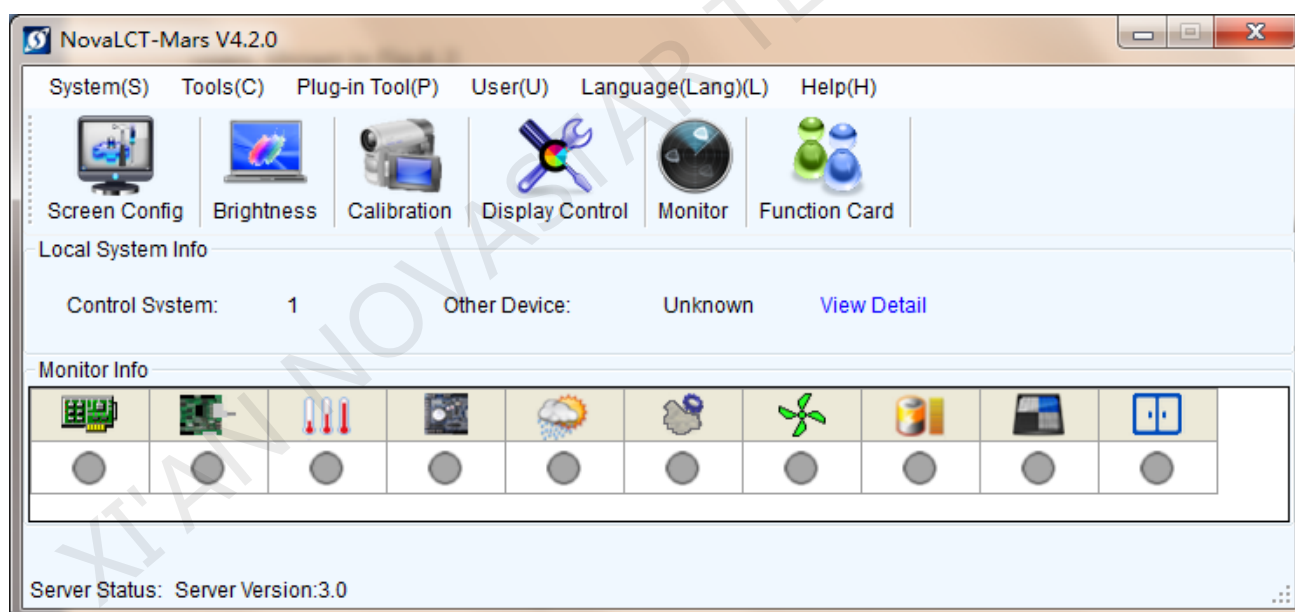 NovaLCT-Mars V4.2.0
System(S) Tools(C) Plug-in Tool(P) User(U) Language(Lang)(L) Help(H)
Screen Config Brightness Calibration Display Control Monitor Function Card
Local System Info
Control System: 1 Other Device: Unknown View Detail
Monitor Info
Server Status: Server Version:3.0
XI'AN NOVASTAR TE